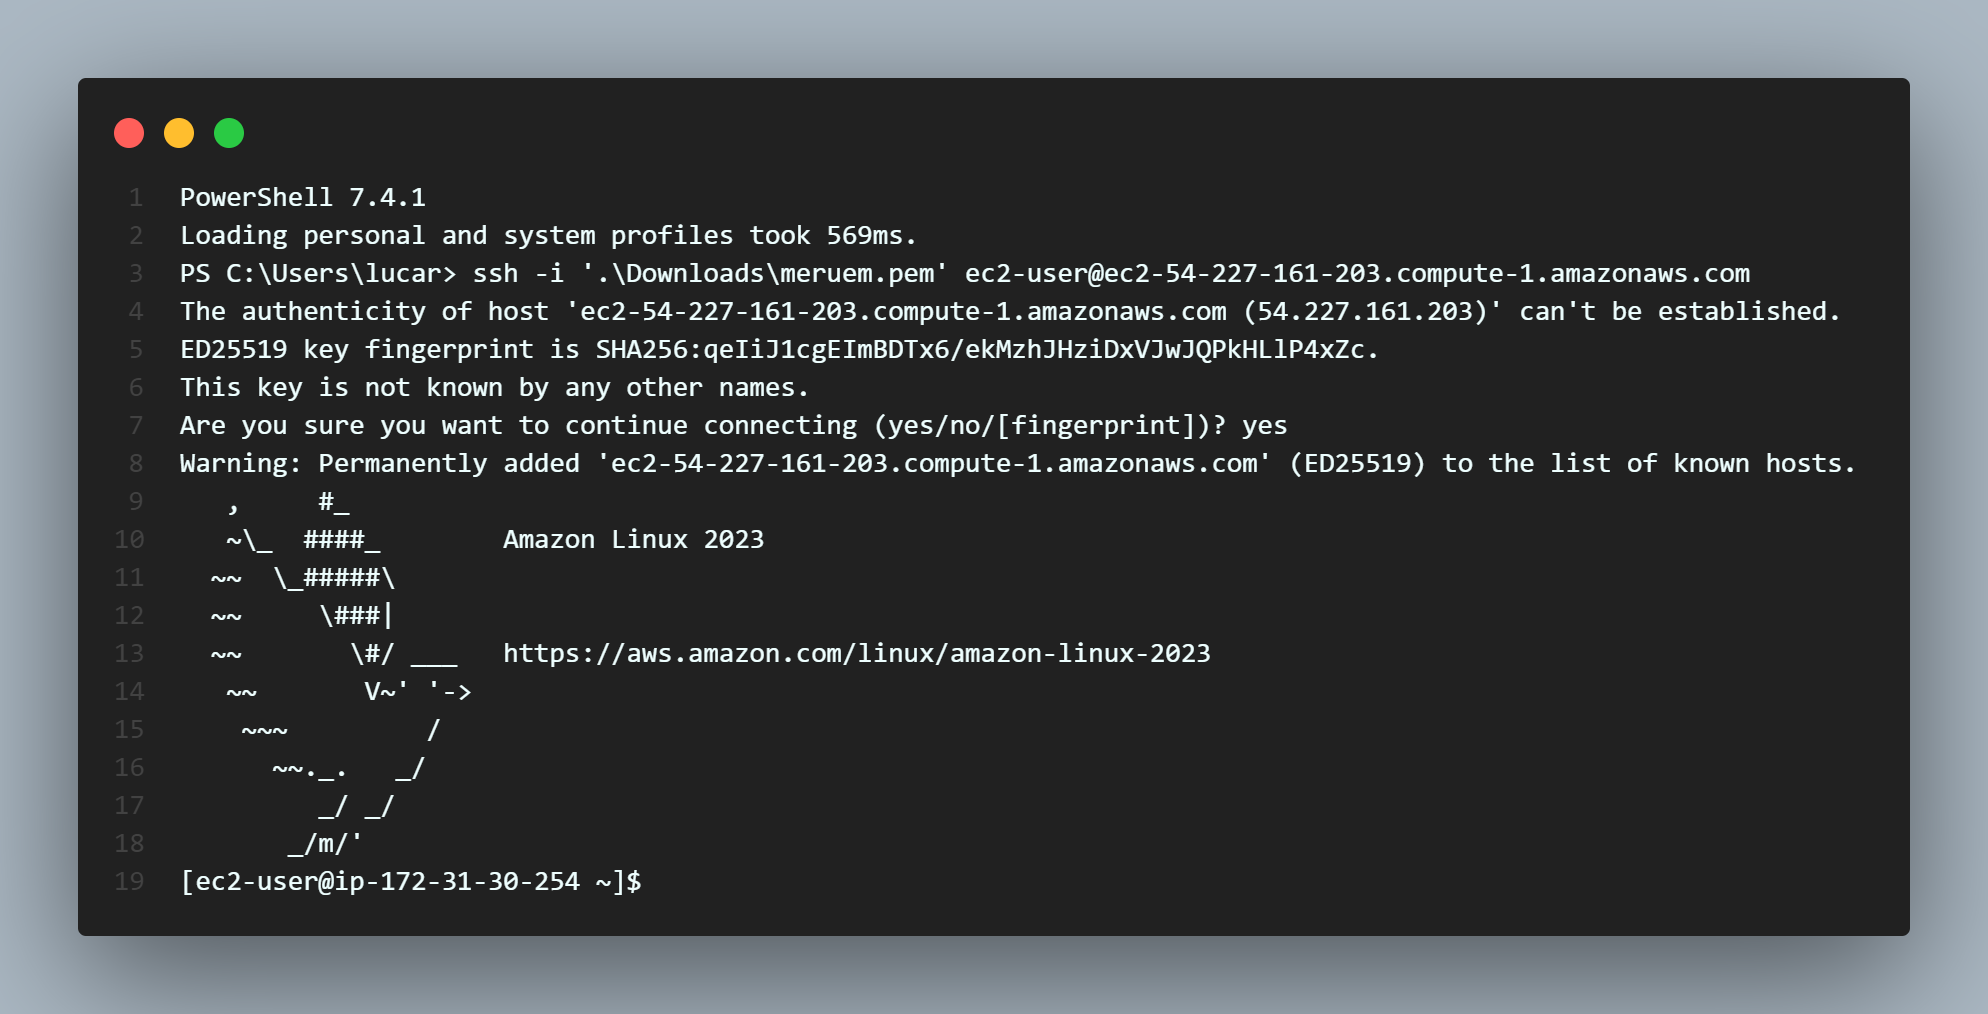 1 PowerShell 7.4.1
2 Loading personal and system profiles took 569ms.
3 PS C:\Users\lucar> ssh -i '.\Downloads\meruem.pem' ec2-user@ec2-54-227-161-203.compute-1.amazonaws.com
4 The authenticity of host 'ec2-54-227-161-203.compute-1.amazonaws.com (54.227.161.203)' can't be established.
5 ED25519 key fingerprint is SHA256:qeIiJ1cgEImBDTx6/ekMzhJHziDxVJwJQPkHLlP4xZc.
6 This key is not known by any other names.
7 Are you sure you want to continue connecting (yes/no/[fingerprint])? yes
8 Warning: Permanently added 'ec2-54-227-161-203.compute-1.amazonaws.com' (ED25519) to the list of known hosts.
9    ,     #_
10    ~\_  ####_        Amazon Linux 2023
11   ~~  \_#####\
12   ~~     \###|
13   ~~       \#/ ___   https://aws.amazon.com/linux/amazon-linux-2023
14    ~~       V~' '->
15     ~~~         /
16       ~~._.   _/
17          _/ _/
18        _/m/'
19 [ec2-user@ip-172-31-30-254 ~]$